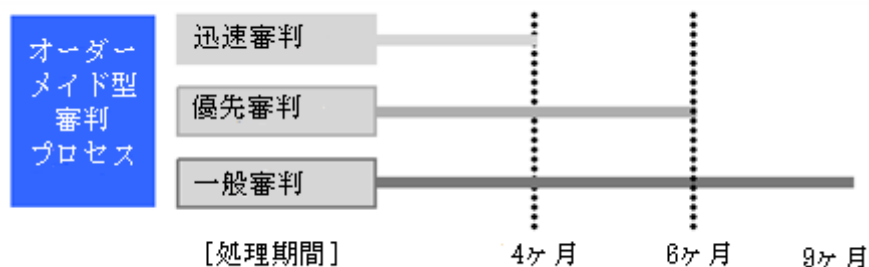 オーダー
メイド型
審判
プロセス
迅速審判
優先審判
一般審判
[処理期間] 4ヶ月 6ヶ月 9ヶ月